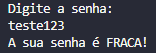 Digite a senha:
teste123
A sua senha é FRACA!